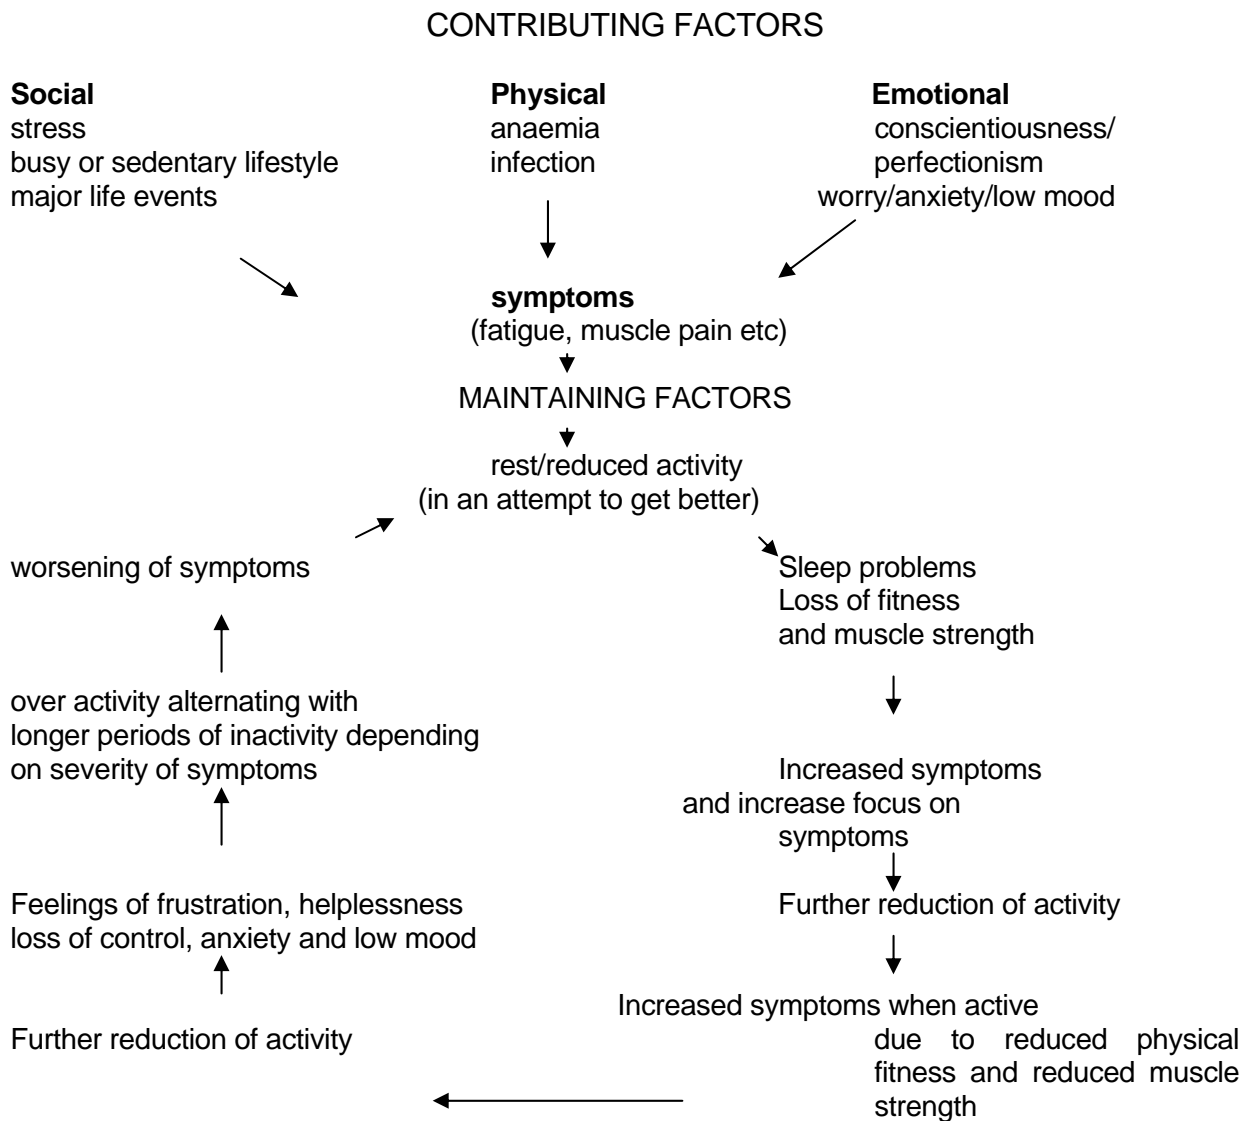 CONTRIBUTING FACTORS
Social
stress
busy or sedentary lifestyle
major life events
Physical
anaemia
infection
Emotional
conscientiousness/
perfectionism
worry/anxiety/low mood
symptoms
(fatigue, muscle pain etc)
MAINTAINING FACTORS
rest/reduced activity
(in an attempt to get better)
Sleep problems
Loss of fitness
and muscle strength
Increased symptoms
and increase focus on
symptoms
Further reduction of activity
Increased symptoms when active
due to reduced physical
fitness and reduced muscle
strength
Further reduction of activity
Feelings of frustration, helplessness
loss of control, anxiety and low mood
over activity alternating with
longer periods of inactivity depending
on severity of symptoms
worsening of symptoms